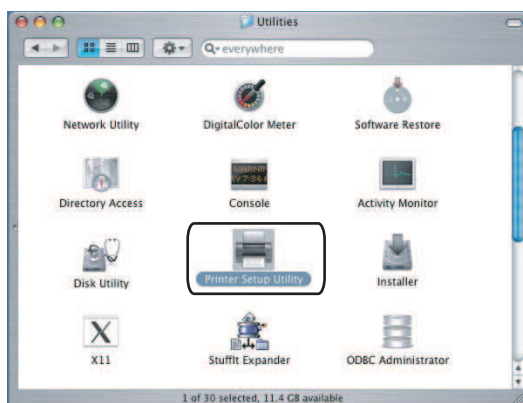 Utilities
everywhere
Network Utility
DigitalColor Meter
Software Restore
Directory Access
Console
Activity Monitor
Disk Utility
Printer Setup Utility
Installer
X11
StuffIt Expander
ODBC Administrator
1 of 30 selected, 11.4 GB available